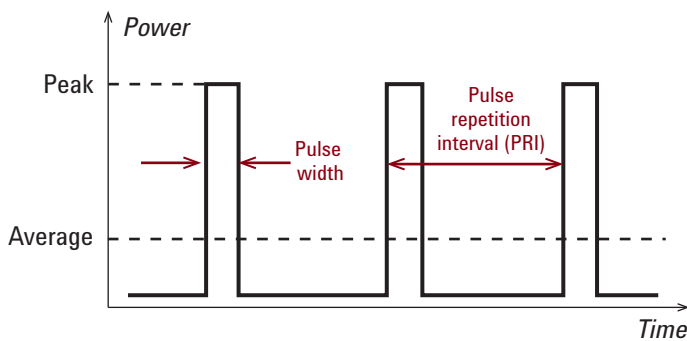 Power
Peak
Pulse
repetition
interval (PRI)
Pulse
width
Average
Time